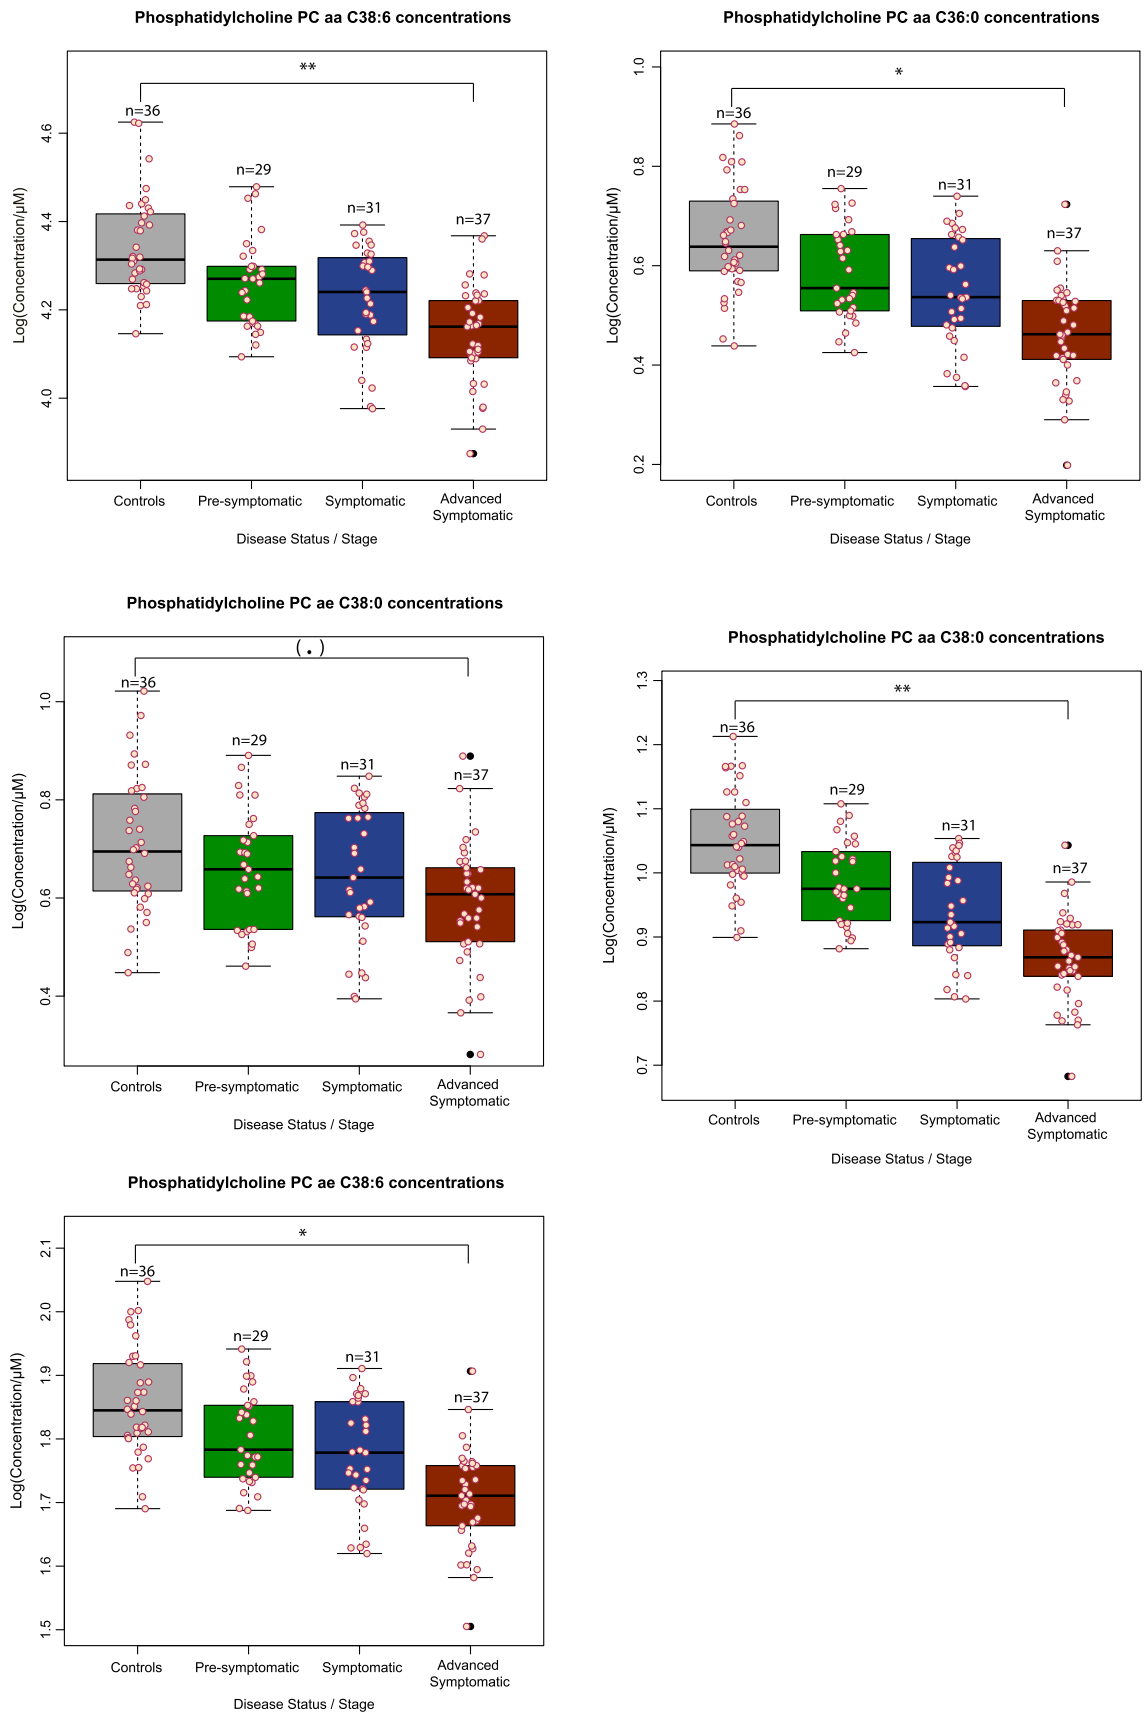 Phosphatidylcholine PC aa C38:6 concentrations
**
n=36
n=29
n=31
n=37
Log(Concentration/µM)
4.6
4.4
4.2
4.0
Controls
Pre-symptomatic
Symptomatic
Advanced
Symptomatic
Disease Status / Stage
Phosphatidylcholine PC aa C36:0 concentrations
*
n=36
n=29
n=31
n=37
Log(Concentration/µM)
1.0
0.8
0.6
0.4
0.2
Controls
Pre-symptomatic
Symptomatic
Advanced
Symptomatic
Disease Status / Stage
Phosphatidylcholine PC ae C38:0 concentrations
( . )
n=36
n=29
n=31
n=37
Log(Concentration/µM)
1.0
0.8
0.6
0.4
Controls
Pre-symptomatic
Symptomatic
Advanced
Symptomatic
Disease Status / Stage
Phosphatidylcholine PC aa C38:0 concentrations
**
n=36
n=29
n=31
n=37
Log(Concentration/µM)
1.3
1.2
1.1
1.0
0.9
0.8
0.7
Controls
Pre-symptomatic
Symptomatic
Advanced
Symptomatic
Disease Status / Stage
Phosphatidylcholine PC ae C38:6 concentrations
*
n=36
n=29
n=31
n=37
Log(Concentration/µM)
2.1
2.0
1.9
1.8
1.7
1.6
1.5
Controls
Pre-symptomatic
Symptomatic
Advanced
Symptomatic
Disease Status / Stage